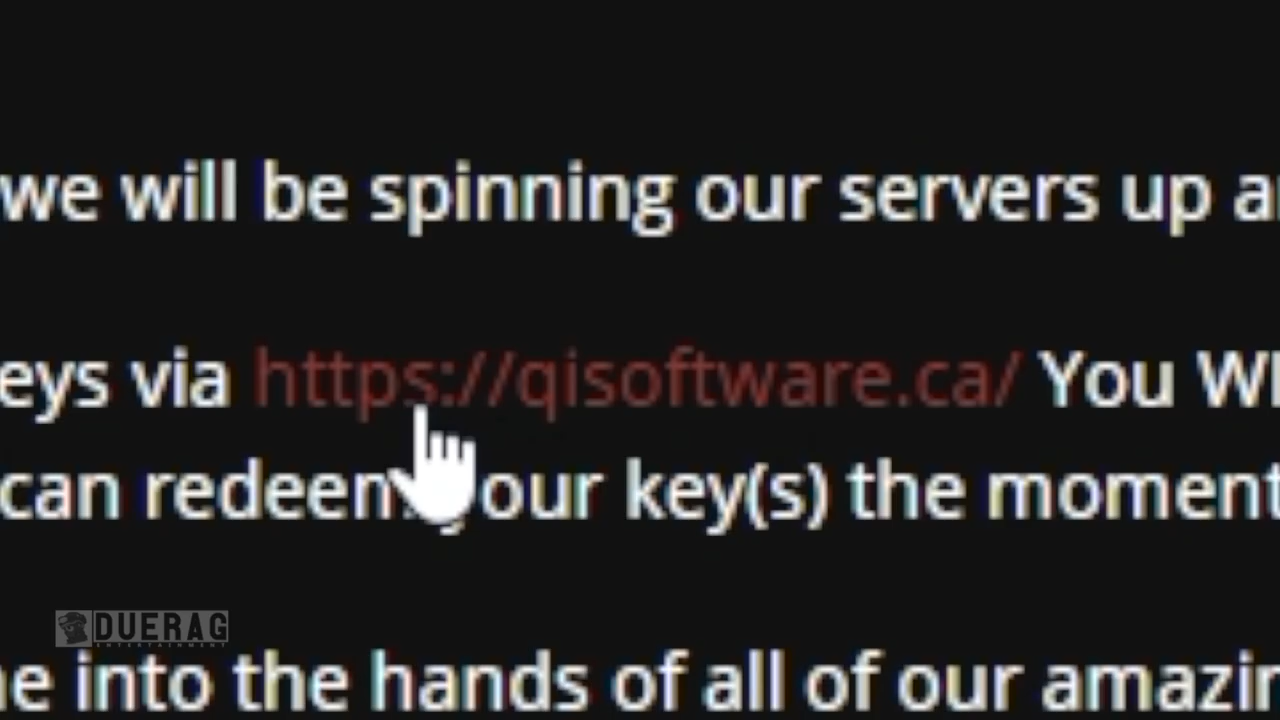 we will be spinning our servers up
eys via https://qisoftware.ca/ You
can redeem your key(s) the moment
DUERAG
ENTERTAINMENT
into the hands of all of our